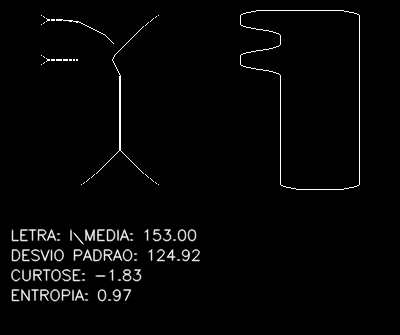 LETRA: I\MEDIA: 153.00
DESVIO PADRAO: 124.92
CURTOSE: -1.83
ENTROPIA: 0.97